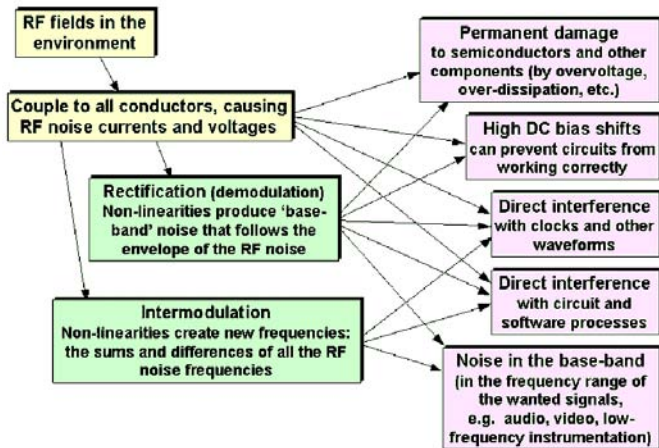 RF fields in the
environment
Couple to all conductors, causing
RF noise currents and voltages
Rectification (demodulation)
Non-linearities produce ‘base-
band’ noise that follows the
envelope of the RF noise
Intermodulation
Non-linearities create new frequencies:
the sums and differences of all the RF
noise frequencies
Permanent damage
to semiconductors and other
components (by overvoltage,
over-dissipation, etc.)
High DC bias shifts
can prevent circuits from
working correctly
Direct interference
with clocks and other
waveforms
Direct interference
with circuit and
software processes
Noise in the base-band
(in the frequency range of
the wanted signals,
e.g. audio, video, low-
frequency instrumentation)